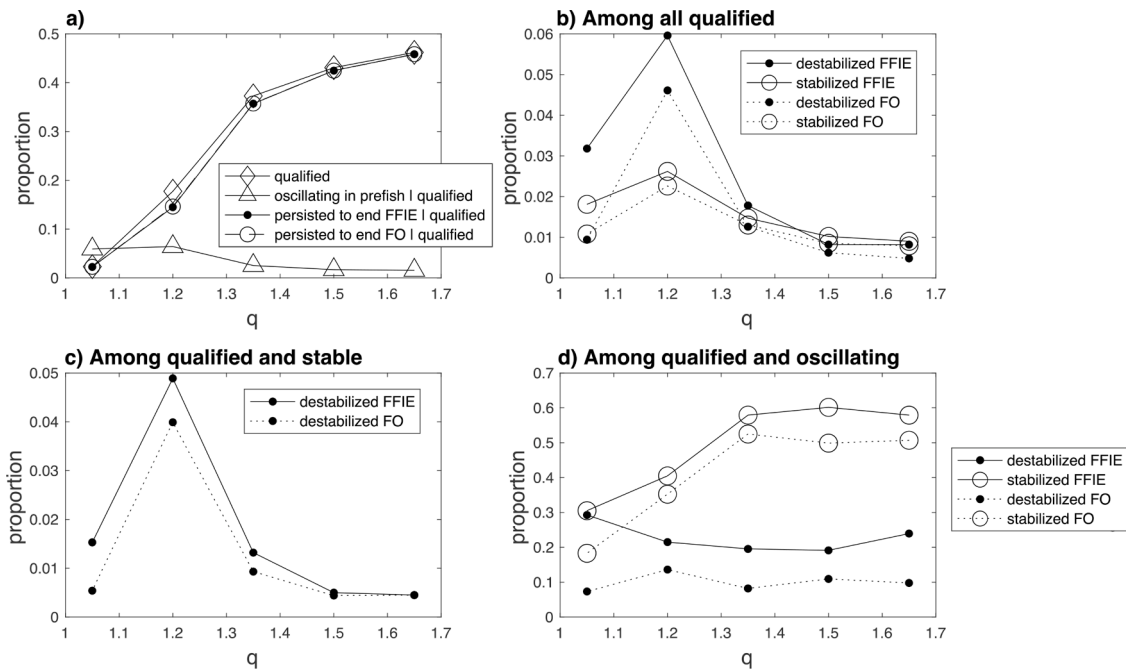 a)
0.5
0.4
0.3
0.2
0.1
0
proportion
qualified
oscillating in prefish | qualified
persisted to end FFIE | qualified
persisted to end FO | qualified
1 1.1 1.2 1.3 1.4 1.5 1.6 1.7
q
b) Among all qualified
0.06
0.05
0.04
0.03
0.02
0.01
0
proportion
destabilized FFIE
stabilized FFIE
destabilized FO
stabilized FO
1 1.1 1.2 1.3 1.4 1.5 1.6 1.7
q
c) Among qualified and stable
0.05
0.04
0.03
0.02
0.01
0
proportion
destabilized FFIE
destabilized FO
1 1.1 1.2 1.3 1.4 1.5 1.6 1.7
q
d) Among qualified and oscillating
0.7
0.6
0.5
0.4
0.3
0.2
0.1
0
proportion
destabilized FFIE
stabilized FFIE
destabilized FO
stabilized FO
1 1.1 1.2 1.3 1.4 1.5 1.6 1.7
q